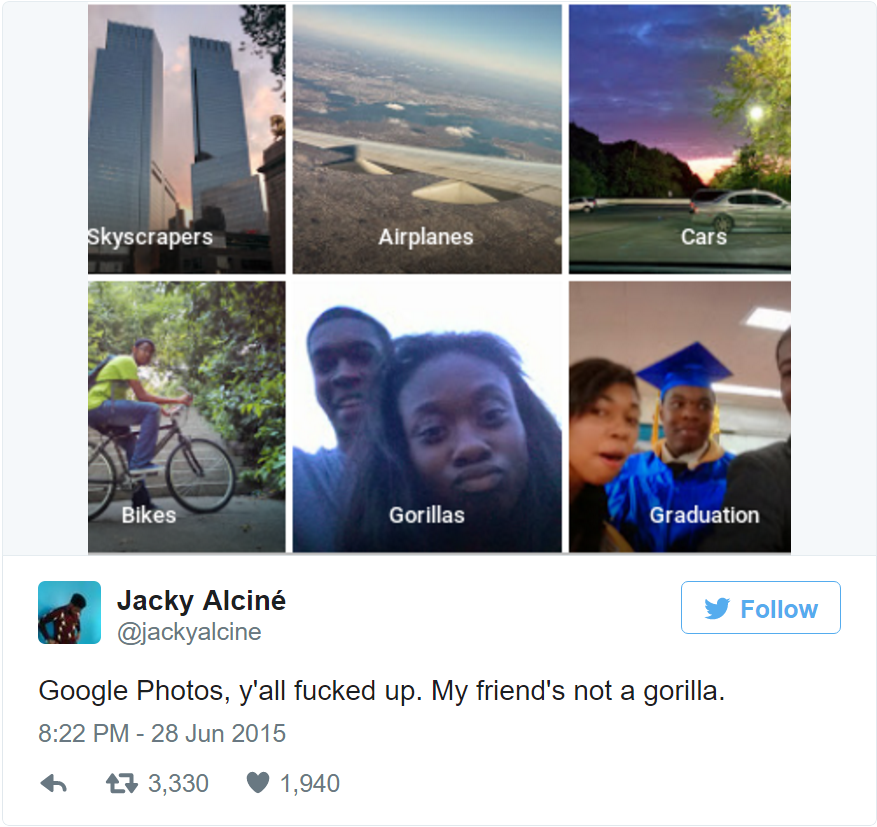 Skyscrapers
Airplanes
Cars
Bikes
Gorillas
Graduation
Jacky Alciné
@jackyalcine
Follow
Google Photos, y'all fucked up. My friend's not a gorilla.
8:22 PM - 28 Jun 2015
3,330
1,940